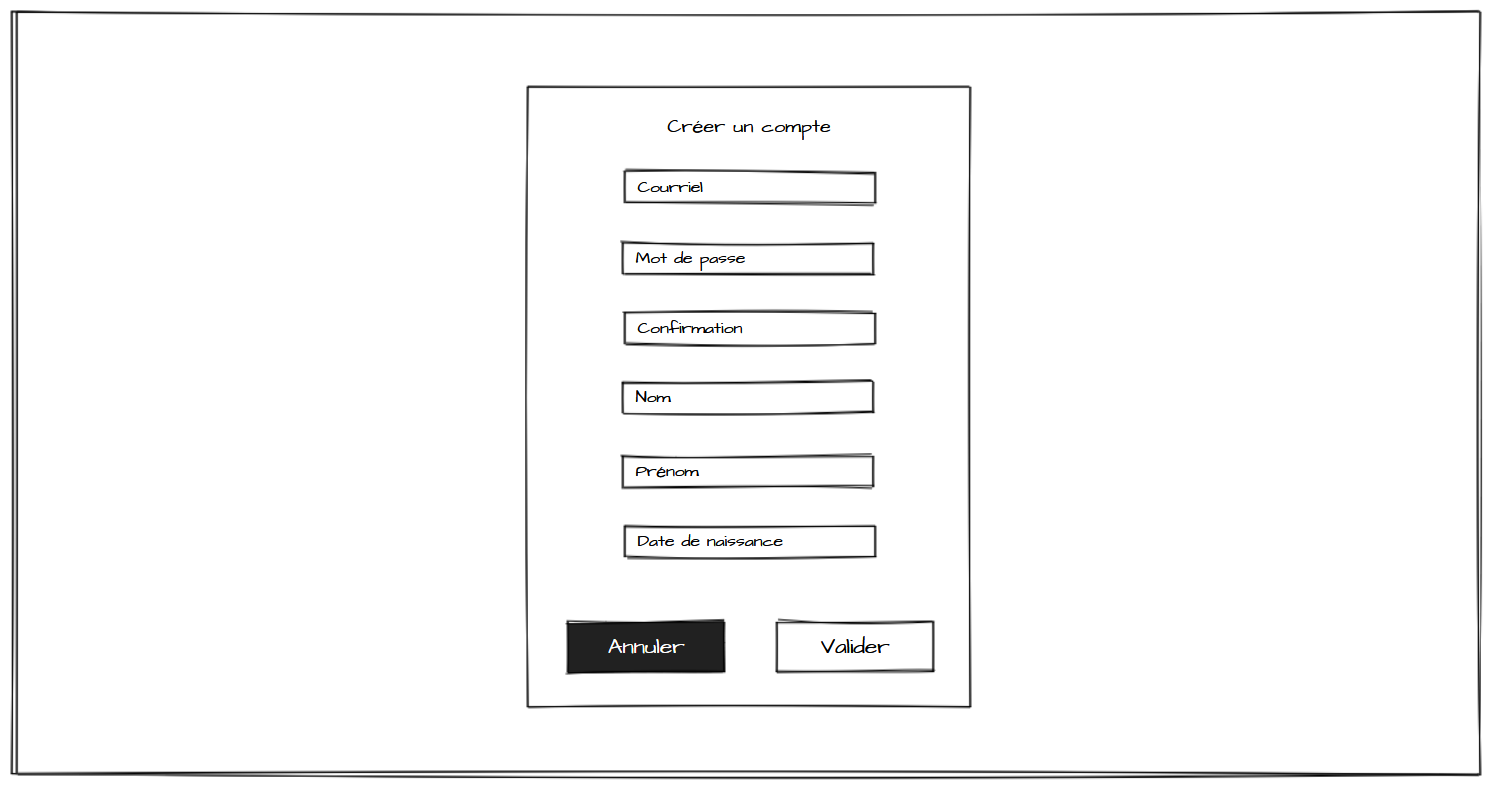 Créer un compte
Courriel
Mot de passe
Confirmation
Nom
Prénom
Date de naissance
Annuler
Valider